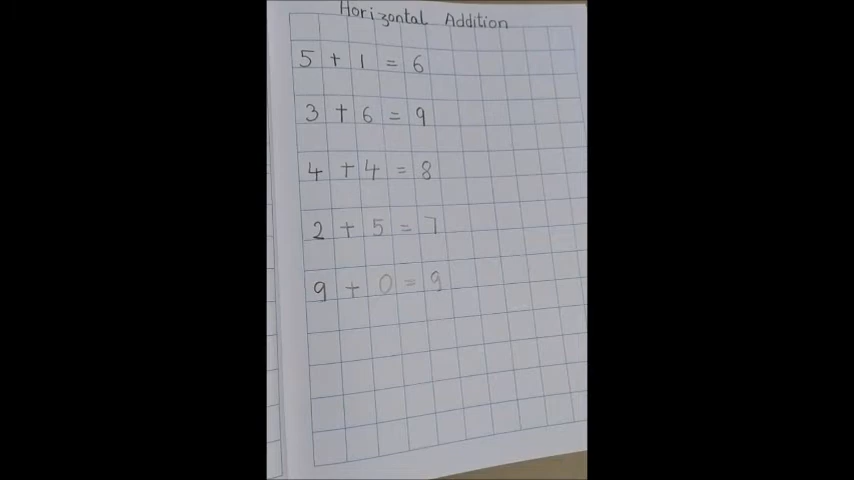 Horizontal Addition
5 + 1 = 6
3 + 6 = 9
4 + 4 = 8
2 + 5 = 7
9 + 0 = 9